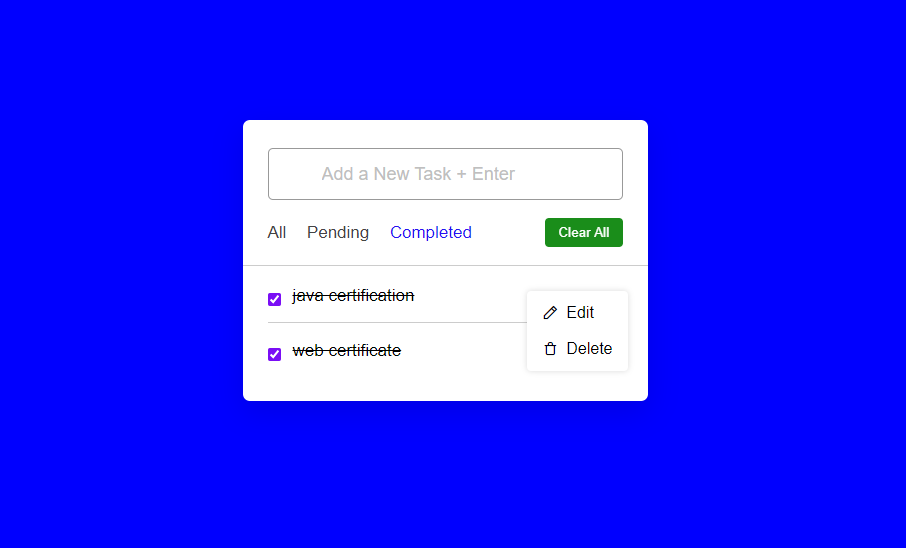 Add a New Task + Enter
All Pending Completed Clear All
java certification
Edit
Delete
web certificate